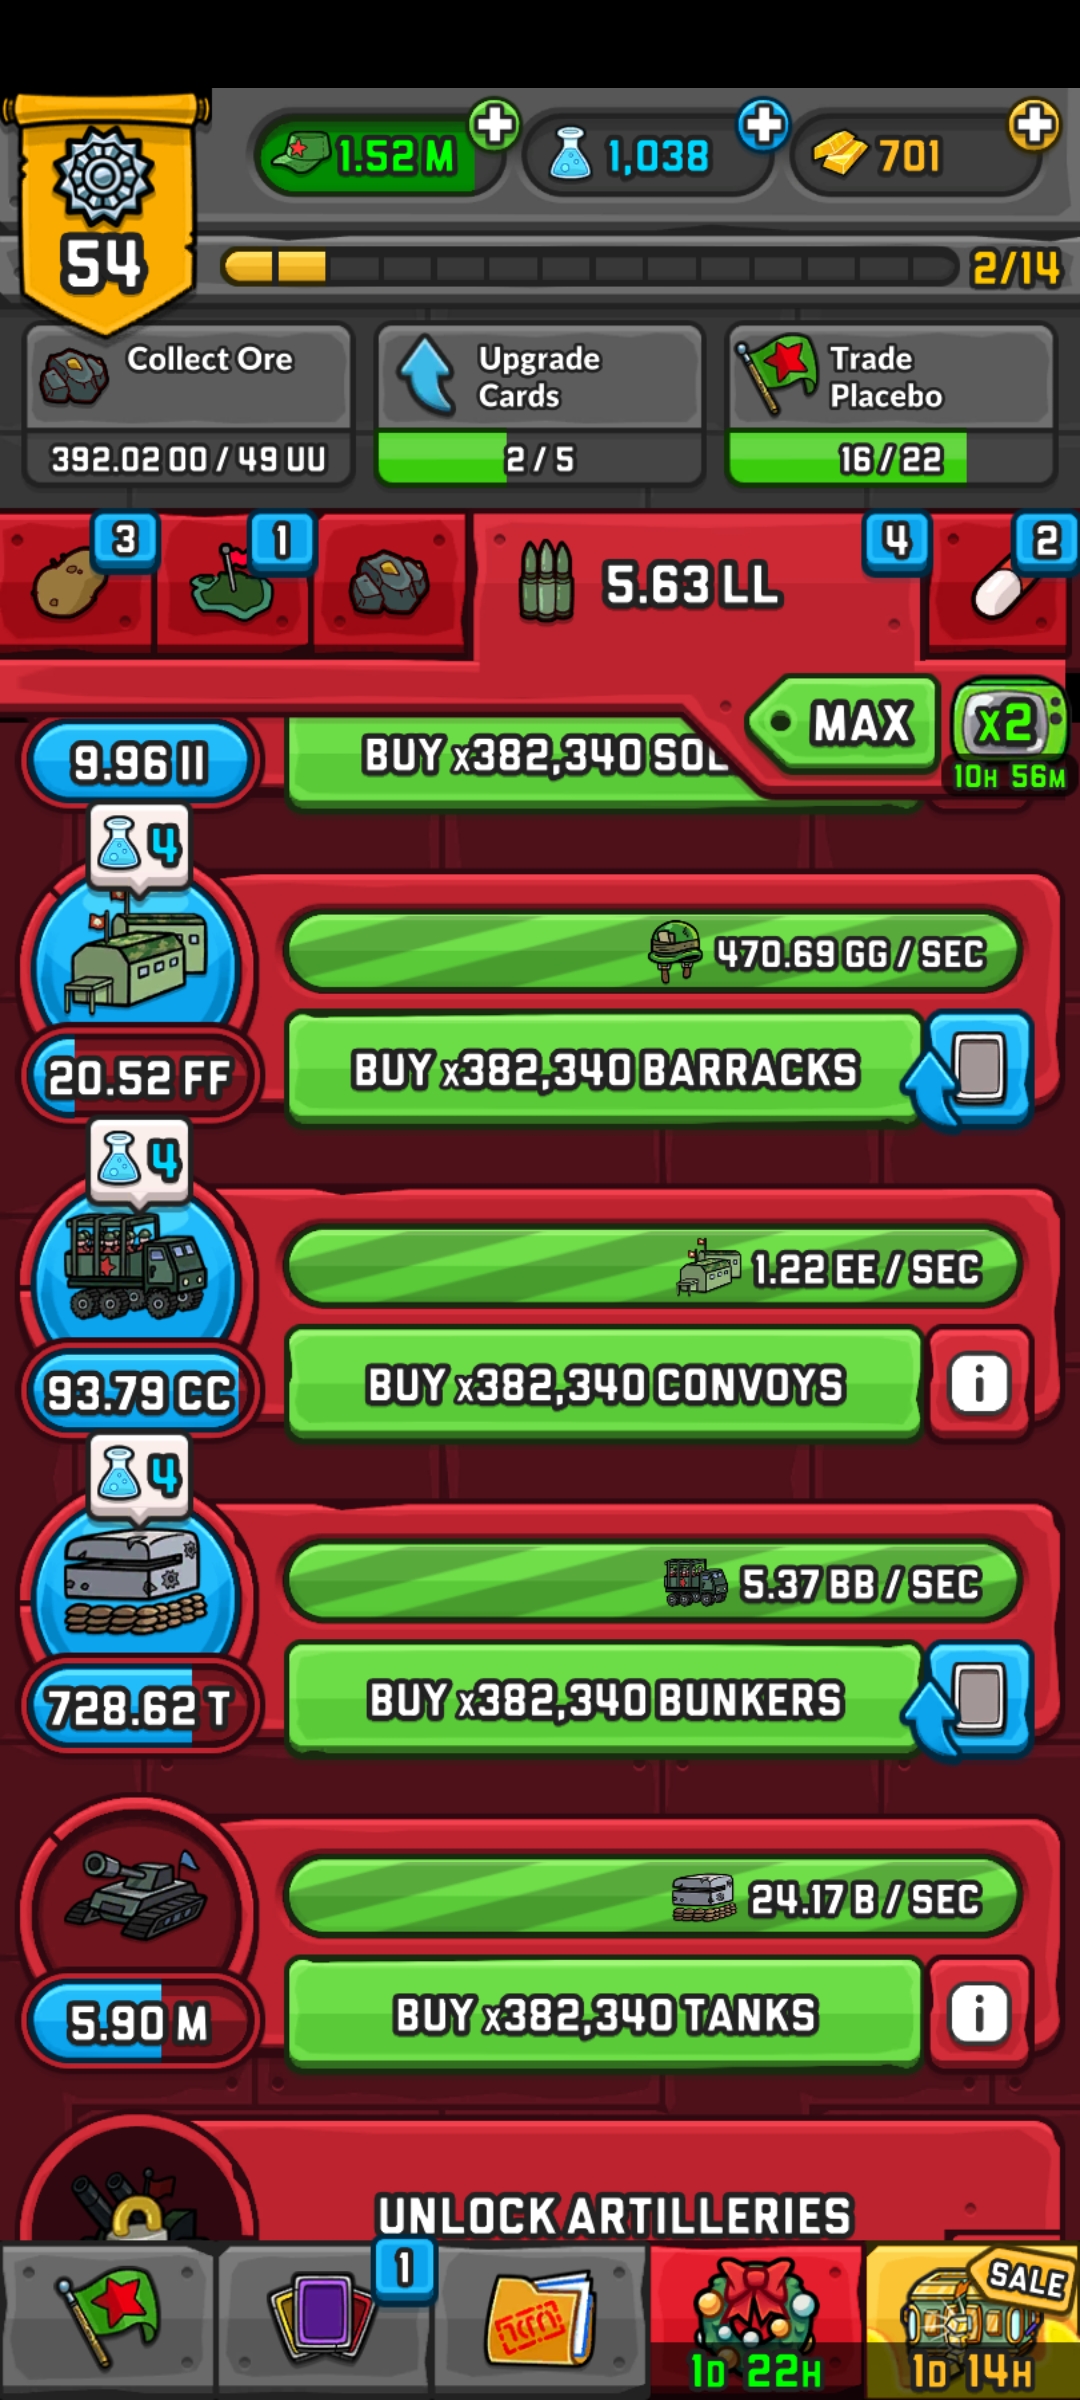 54
1.52 M
1,038
701
2/14
Collect Ore
392.02 OO / 49 UU
Upgrade
Cards
2 / 5
Trade
Placebo
16 / 22
3
1
5.63 LL
4
2
MAX
x2
10H 56M
9.96 II
BUY x382,340 SOL
4
470.69 GG / SEC
20.52 FF
BUY x382,340 BARRACKS
4
1.22 EE / SEC
93.79 CC
BUY x382,340 CONVOYS
i
4
5.37 BB / SEC
728.62 T
BUY x382,340 BUNKERS
24.17 B / SEC
5.90 M
BUY x382,340 TANKS
i
UNLOCK ARTILLERIES
1
1D 22H
SALE
1D 14H